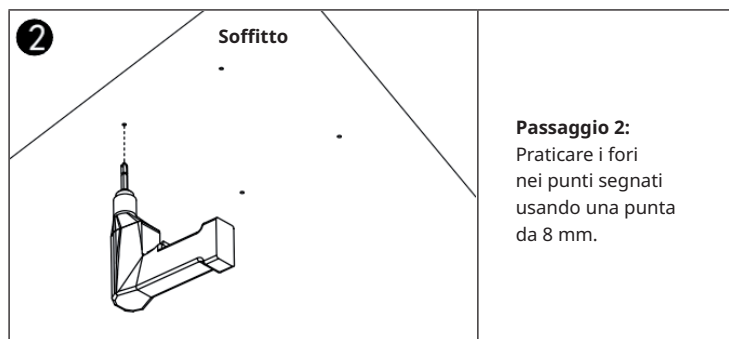 2
Soffitto
Passaggio 2:
Praticare i fori
nei punti segnati
usando una punta
da 8 mm.